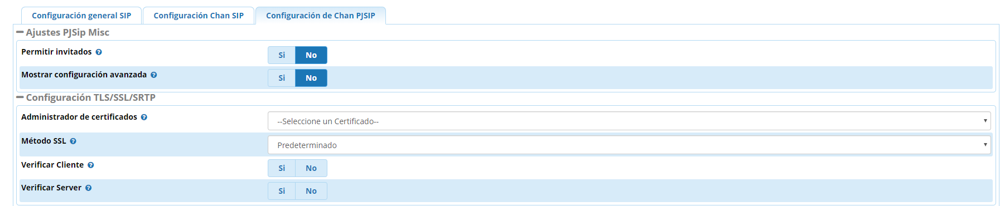 Configuración general SIP Configuración Chan SIP Configuración de Chan PJSIP
Ajustes PJSip Misc
Permitir invitados Si No
Mostrar configuración avanzada Si No
Configuración TLS/SSL/SRTP
Administrador de certificados --Seleccione un Certificado--
Método SSL Predeterminado
Verificar Cliente Si No
Verificar Server Si No